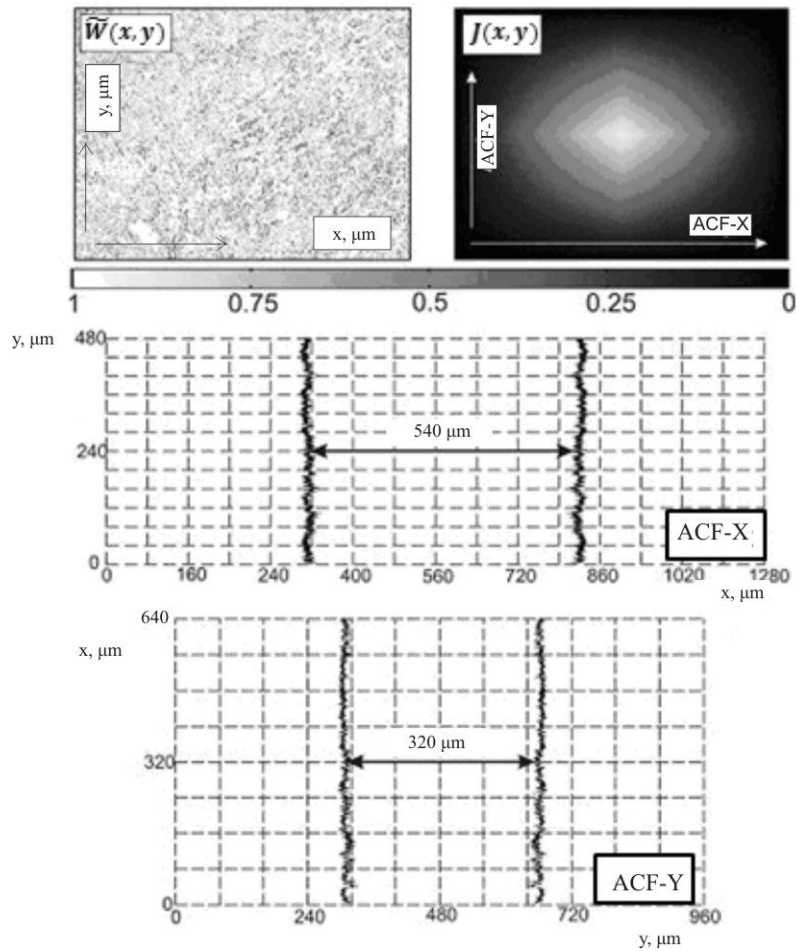 W̃(x, y)
y, μm
x, μm
J(x, y)
ACF-Y
ACF-X
1 0.75 0.5 0.25 0
y, μm
480
240
0
540 μm
ACF-X
0 160 240 400 560 720 860 1020 1280
x, μm
640
x, μm
320
0
320 μm
ACF-Y
0 240 480 720 960
y, μm